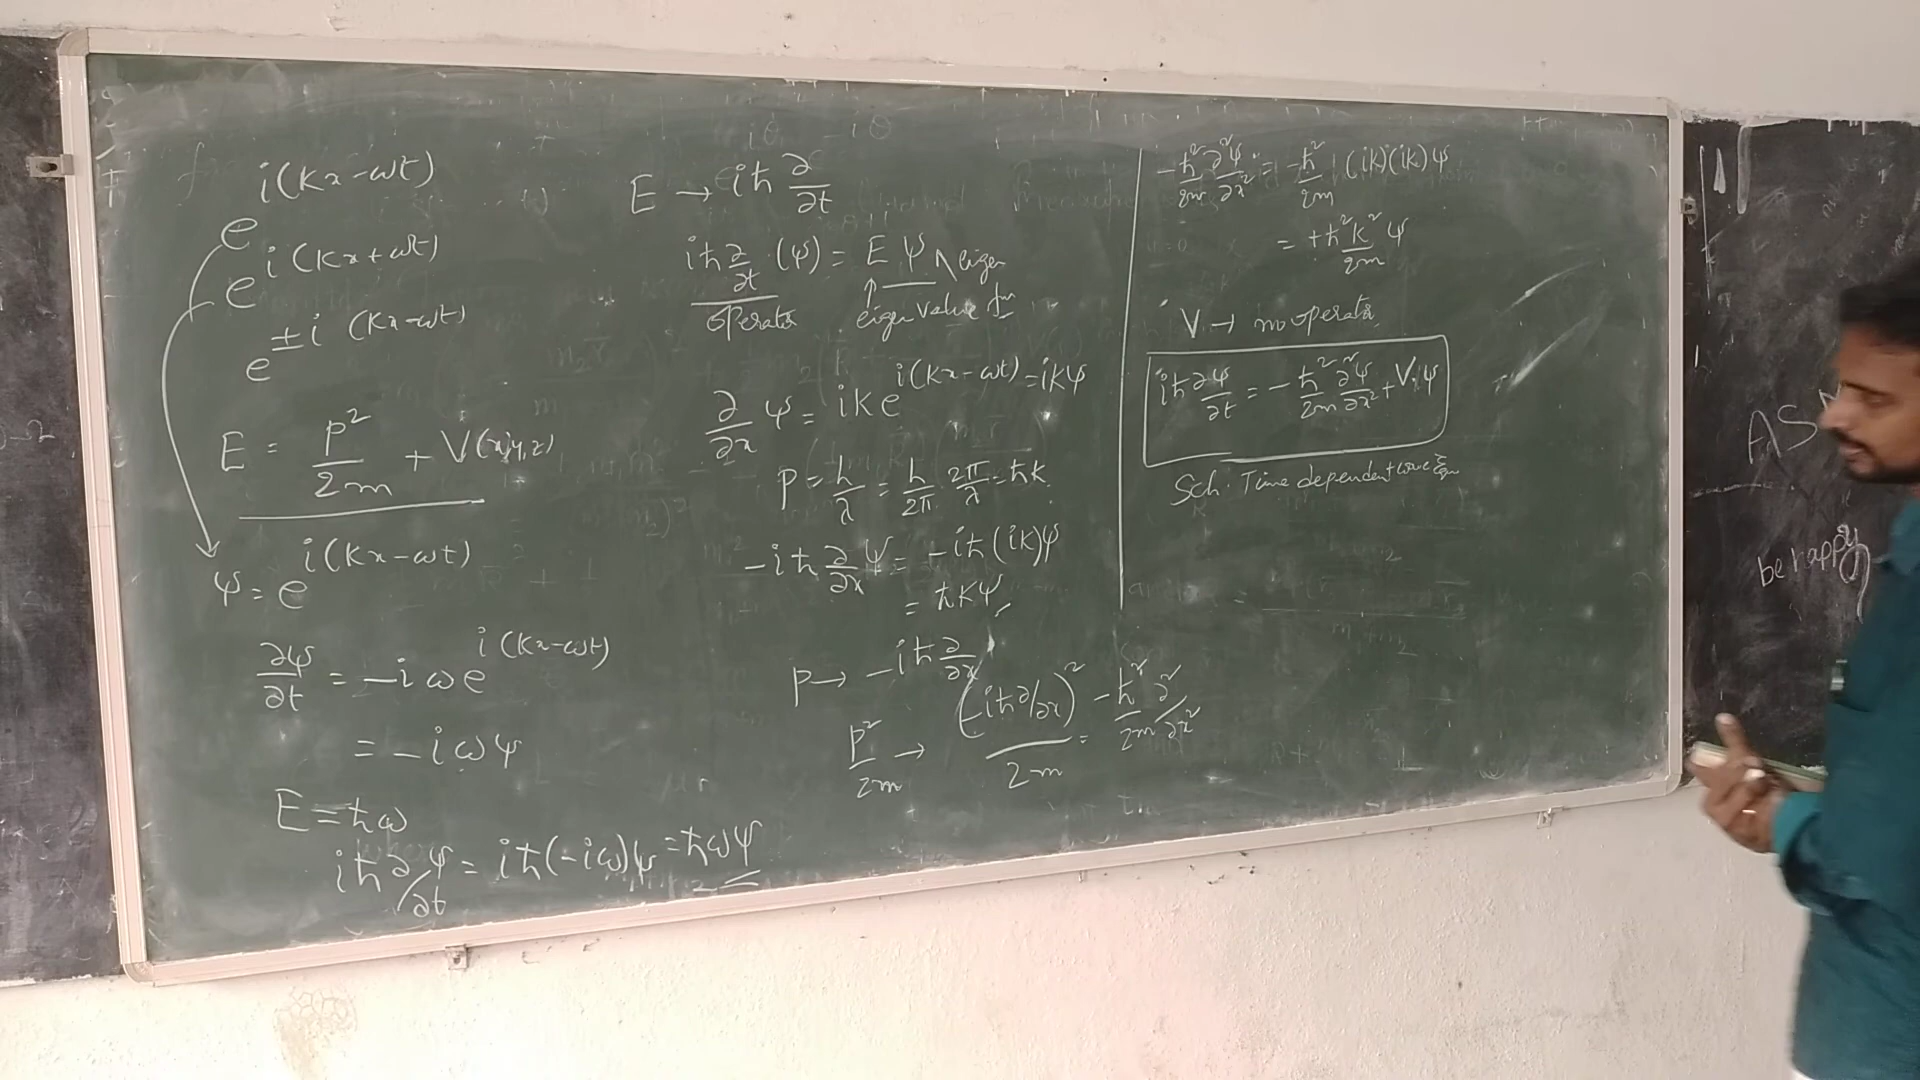 e^{i(kx-ωt)}
e^{i(kx+ωt)}
e^{±i(kx-ωt)}
E = p²/2m + V(x,y,z)
ψ = e^{i(kx-ωt)}
∂ψ/∂t = -iωe^{i(kx-ωt)}
= -iωψ
E = ħω
iħ ∂ψ/∂t = iħ(-iω)ψ = ħωψ
E → iħ ∂/∂t
iħ ∂/∂t (ψ) = E ψ eigen
operator eigen value fn
∂/∂x ψ = ike^{i(kx-ωt)} = ikψ
p = h/λ = h/2π 2π/λ = ħk
-iħ ∂/∂x ψ = -iħ(ik)ψ
= ħkψ
p → -iħ ∂/∂x
p²/2m → (-iħ∂/∂x)²/2m = -ħ²/2m ∂²/∂x²
-ħ²/2m ∂²ψ/∂x² = -ħ²/2m (ik)(ik)ψ
= +ħ²k²/2m ψ
V → no operator
iħ ∂ψ/∂t = -ħ²/2m ∂²ψ/∂x² + V.ψ
Sch. Time dependent wave Eqn
be happy